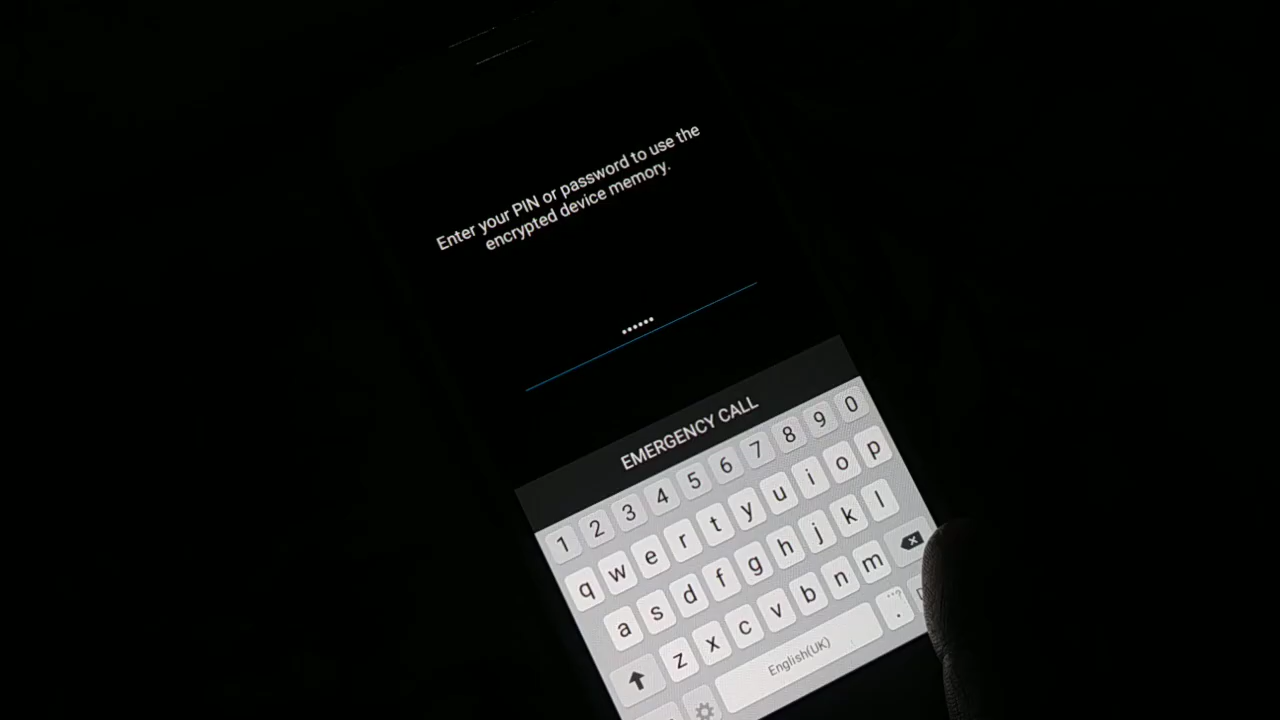 Enter your PIN or password to use the
encrypted device memory.
••••••
EMERGENCY CALL
1 2 3 4 5 6 7 8 9 0
q w e r t y u i o p
a s d f g h j k l
z x c v b n m
English(UK) . ,'?